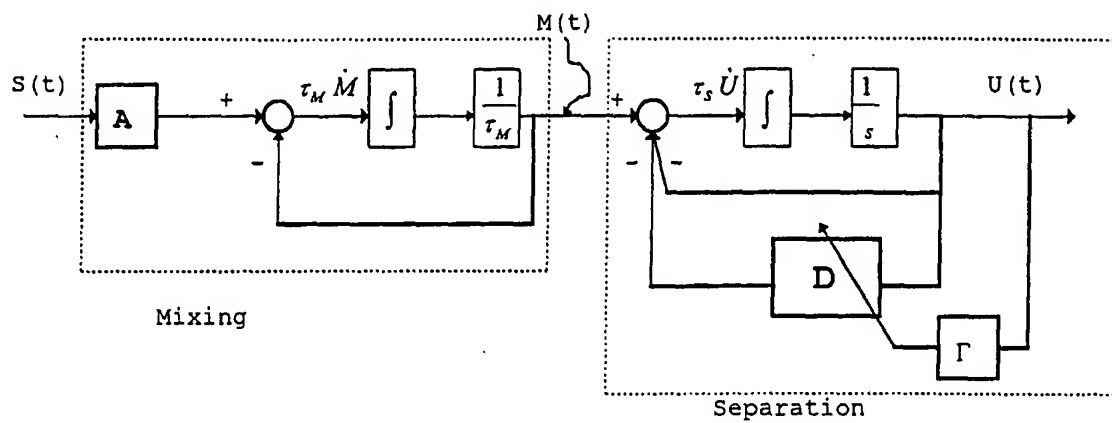 M(t)
S(t)
A
+
-
τ_M Ṁ
∫
1
τ_M
+
-
-
τ_S U̇
∫
1
s
U(t)
D
Γ
Mixing
Separation